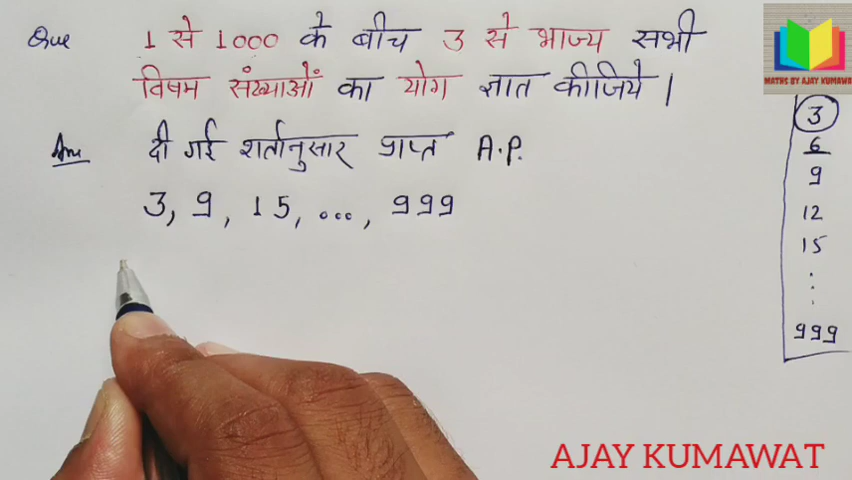 Que 1 से 1000 के बीच 3 से भाज्य सभी
विषम संख्याओं का योग ज्ञात कीजिये |
Ans दी गई शर्तानुसार प्राप्त A.P.
3, 9, 15, ..., 999
MATHS BY AJAY KUMAWAT
3
6
9
12
15
.
.
.
999
AJAY KUMAWAT